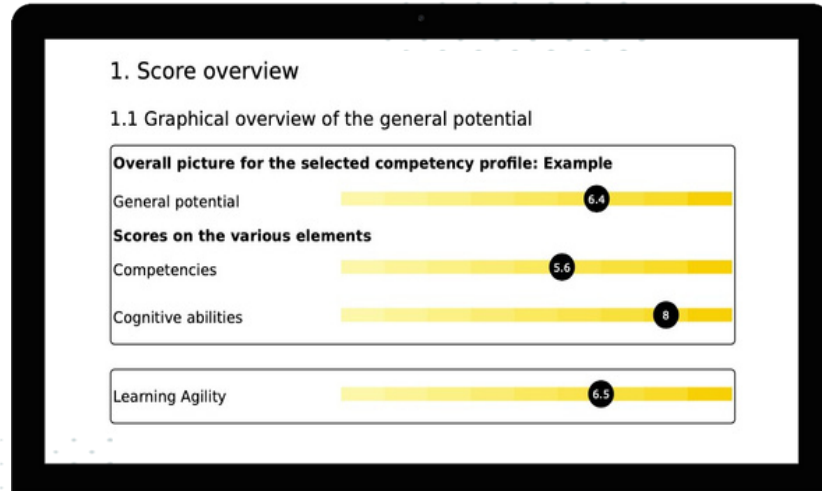 1. Score overview
1.1 Graphical overview of the general potential
Overall picture for the selected competency profile: Example
General potential 6.4
Scores on the various elements
Competencies 5.6
Cognitive abilities 8
Learning Agility 6.5